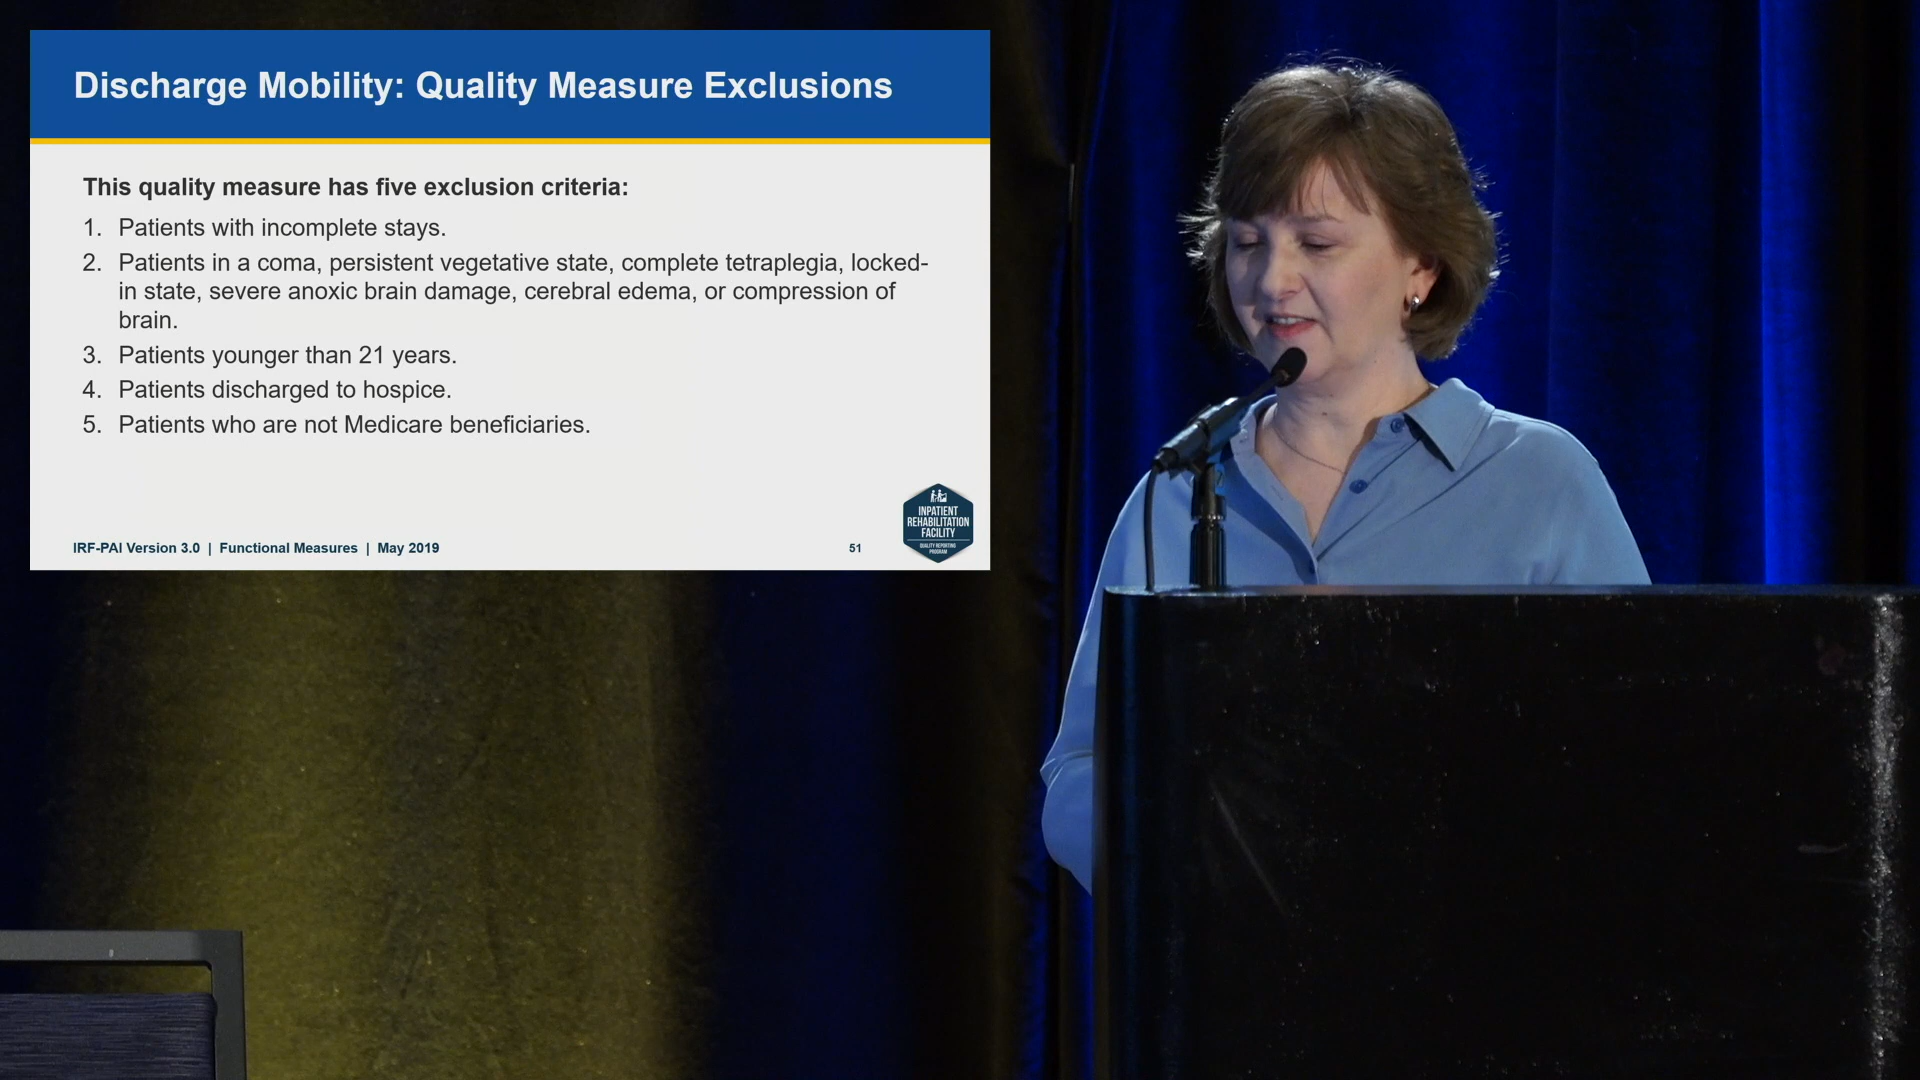 Discharge Mobility: Quality Measure Exclusions
This quality measure has five exclusion criteria:
1. Patients with incomplete stays.
2. Patients in a coma, persistent vegetative state, complete tetraplegia, locked-
in state, severe anoxic brain damage, cerebral edema, or compression of
brain.
3. Patients younger than 21 years.
4. Patients discharged to hospice.
5. Patients who are not Medicare beneficiaries.
IRF-PAI Version 3.0 | Functional Measures | May 2019
51
INPATIENT
REHABILITATION
FACILITY
QUALITY REPORTING
PROGRAM